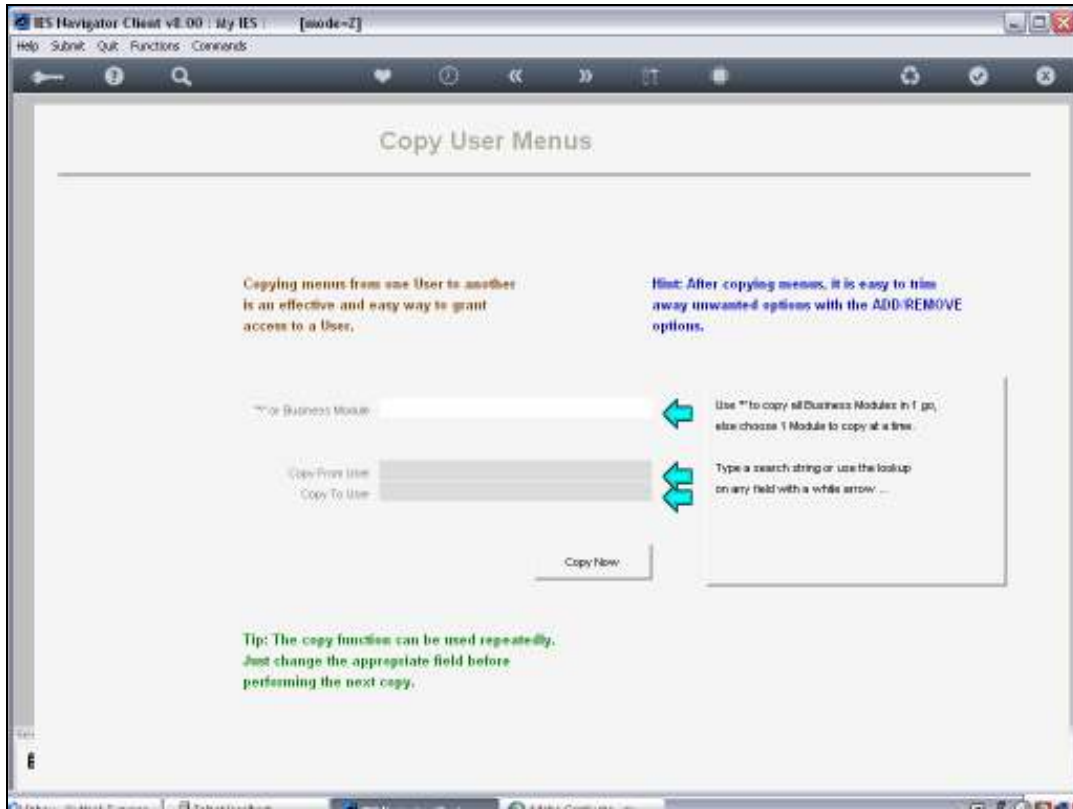 IES Navigator Client v8.00 : My IES : [mode=Z]
Help Submit Quit Functions Commands
Copy User Menus
Copying menus from one User to another
is an effective and easy way to grant
access to a User.
Hint: After copying menus, it is easy to trim
away unwanted options with the ADD/REMOVE
options.
'*' or Business Module
Use '*' to copy all Business Modules in 1 go,
else choose 1 Module to copy at a time.
Copy From User
Copy To User
Type a search string or use the lookup
on any field with a while arrow ...
Copy Now
Tip: The copy function can be used repeatedly.
Just change the appropriate field before
performing the next copy.